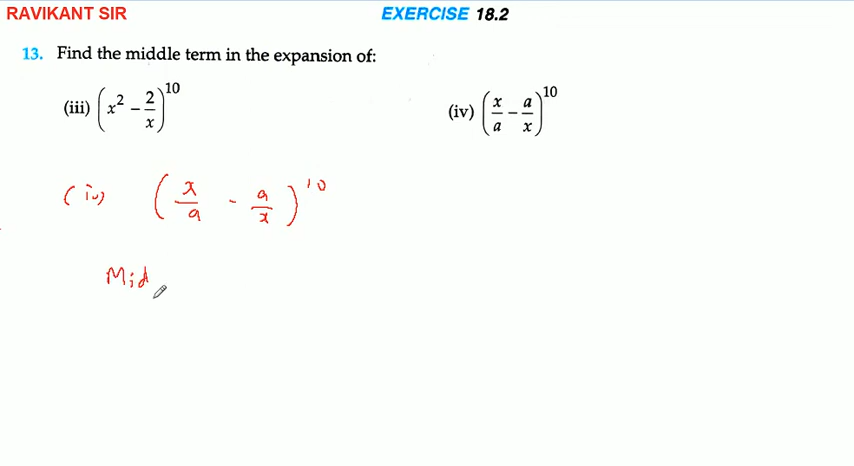 RAVIKANT SIR EXERCISE 18.2
13. Find the middle term in the expansion of:
(iii) (x² − 2/x)¹⁰ (iv) (x/a − a/x)¹⁰
(iv) (x/a - a/x)¹⁰
Mid